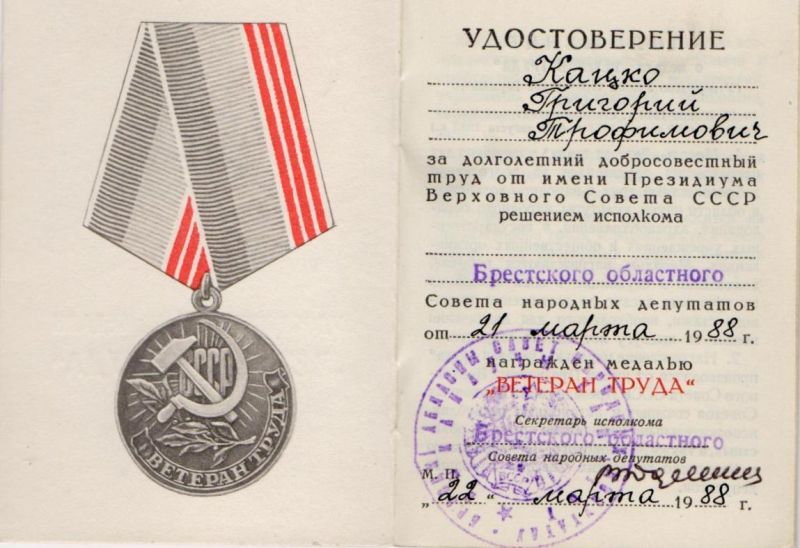 СССР
ВЕТЕРАН ТРУДА
УДОСТОВЕРЕНИЕ
Кацко
Григорий
Трофимович
за долголетний добросовестный
труд от имени Президиума
Верховного Совета СССР
решением исполкома
Брестского областного
Совета народных депутатов
от 21 марта 1988 г.
награжден медалью
„ВЕТЕРАН ТРУДА“
Секретарь исполкома
Брестского областного
Совета народных депутатов
М. П.
„22“ марта 1988 г.